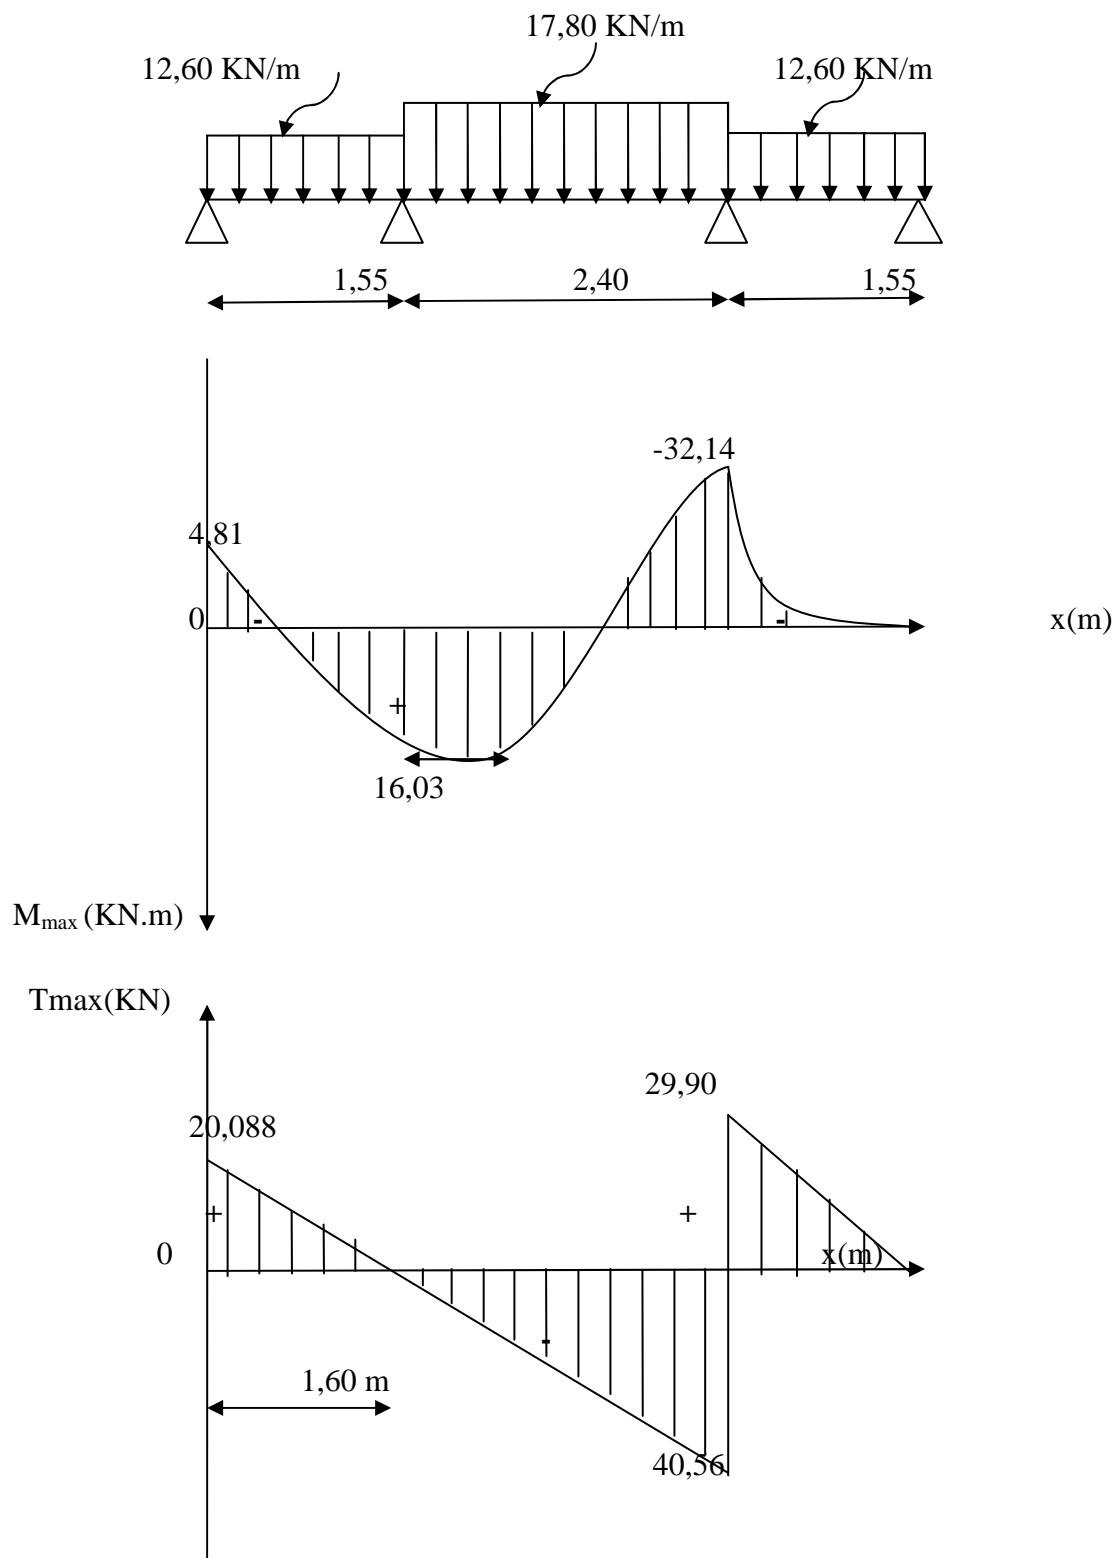 17,80 KN/m
12,60 KN/m
12,60 KN/m
1,55
2,40
1,55
-32,14
4,81
0
-
-
x(m)
+
16,03
Mmax (KN.m)
Tmax(KN)
29,90
20,088
+
+
0
x(m)
-
1,60 m
40,56